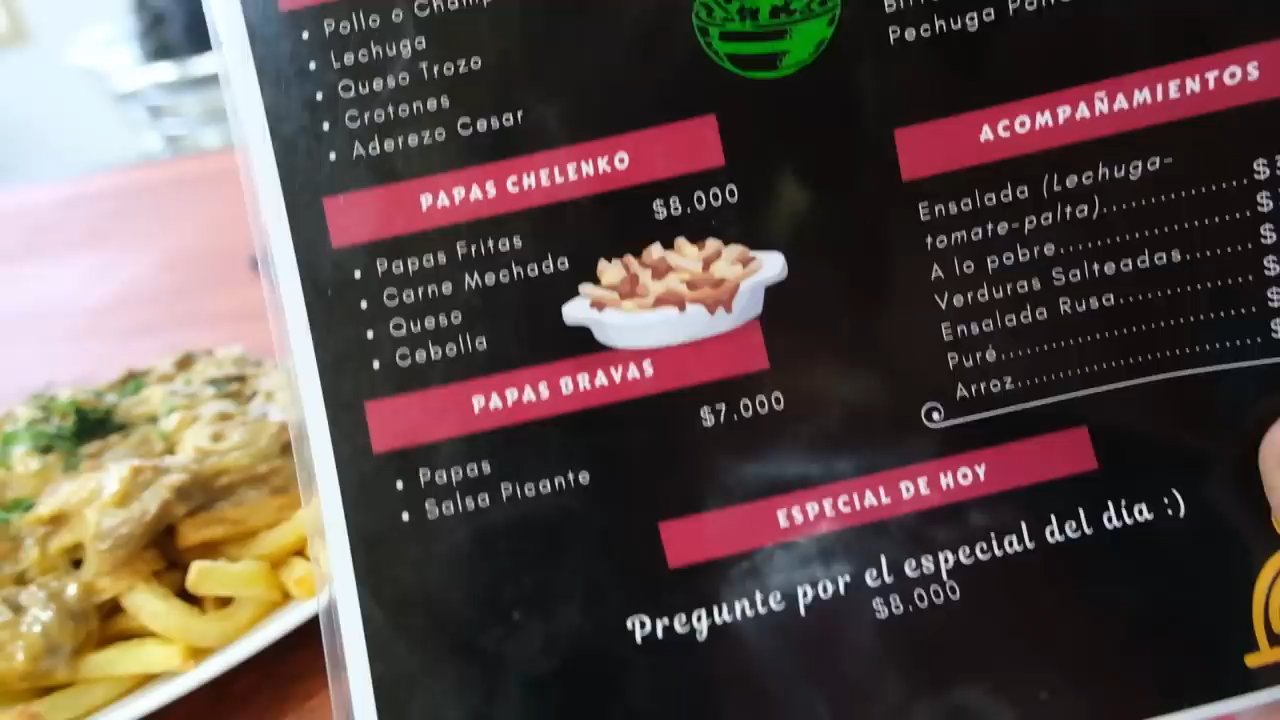 Pollo o
Lechuga
Queso Trozo
Crotones
Aderezo Cesar
PAPAS CHELENKO
$8.000
Papas Fritas
Carne Mechada
Queso
Cebolla
PAPAS BRAVAS
$7.000
Papas
Salsa Picante
Pechuga
ACOMPAÑAMIENTOS
Ensalada (Lechuga-
tomate-palta)..................$
A lo pobre..................$
Verduras Salteadas.......$
Ensalada Rusa...............$
Puré..........................$
Arroz..........................$
ESPECIAL DE HOY
Pregunte por el especial del día :)
$8.000